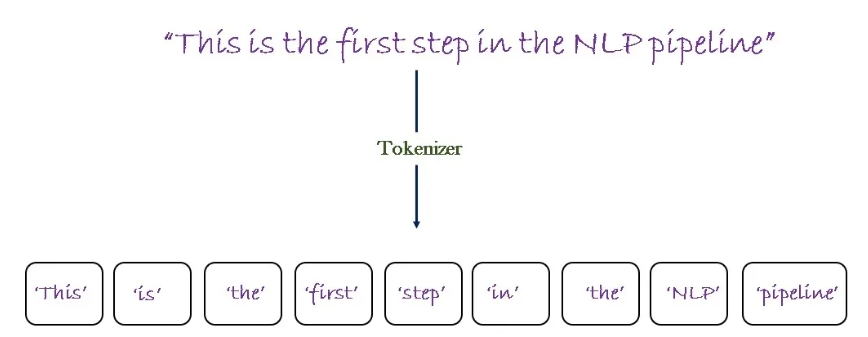 “This is the first step in the NLP pipeline”
Tokenizer
‘This’ ‘is’ ‘the’ ‘first’ ‘step’ ‘in’ ‘the’ ‘NLP’ ‘pipeline’